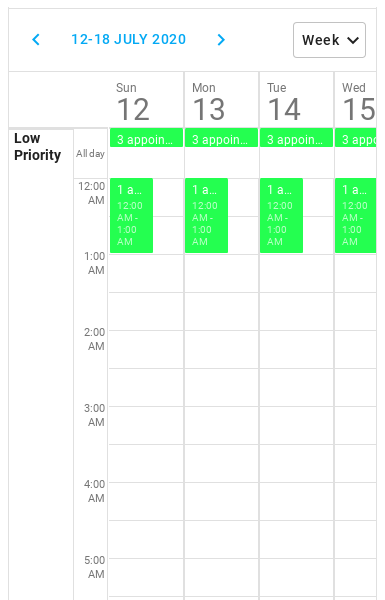 12-18 JULY 2020
Week
Sun Mon Tue Wed
12 13 14 15
Low
Priority
All day
3 appoin... 3 appoin... 3 appoin... 3 appo
12:00
AM
1 a... 1 a... 1 a... 1 a...
12:00 12:00 12:00 12:00
AM - AM - AM - AM -
1:00 1:00 1:00 1:00
AM AM AM AM
1:00
AM
2:00
AM
3:00
AM
4:00
AM
5:00
AM